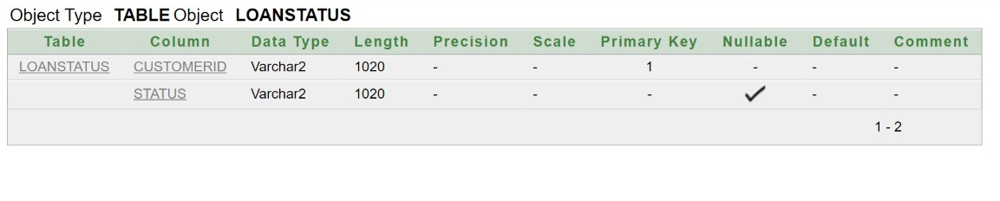 Object Type TABLE Object LOANSTATUS
Table Column Data Type Length Precision Scale Primary Key Nullable Default Comment
LOANSTATUS CUSTOMERID Varchar2 1020 - - 1 - - -
STATUS Varchar2 1020 - - - ✓ - -
1 - 2